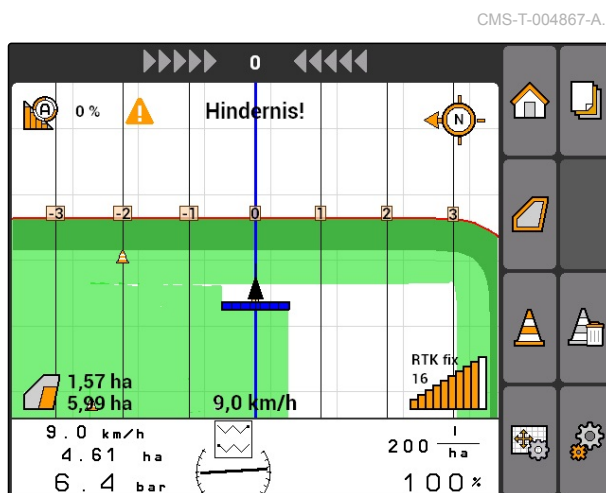 CMS-T-004867-A.
0
A
0 %
Hindernis!
N
-3 -2 -1 0 1 2 3
RTK fix
16
1,57 ha
5,99 ha
9,0 km/h
9.0 km/h
4.61 ha
6.4 bar
200 l/ha
100%